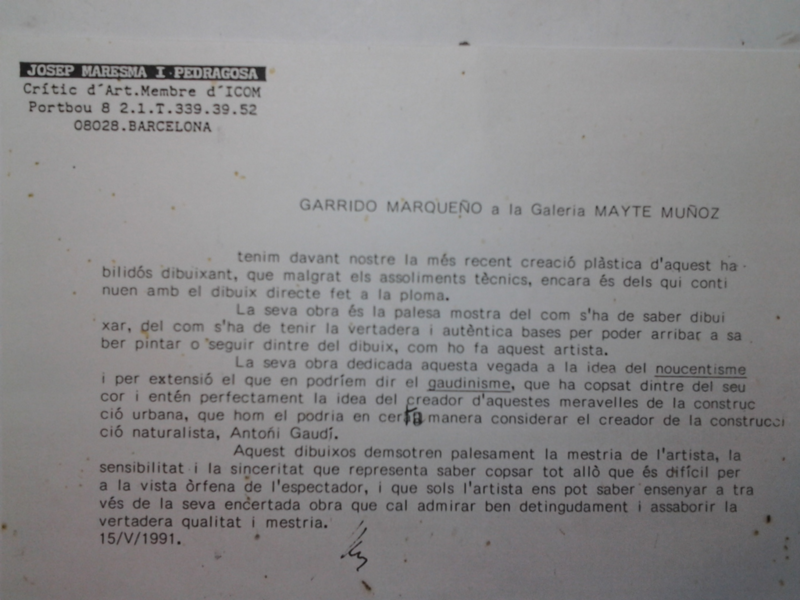 JOSEP MARESMA I PEDRAGOSA
Crític d´Art.Membre d´ICOM
Portbou 8 2.1.T.339.39.52
08028.BARCELONA
GARRIDO MARQUEÑO a la Galeria MAYTE MUÑOZ
tenim davant nostre la més recent creació plàstica d'aquest ha-
bilidós dibuixant, que malgrat els assoliments tècnics, encara és dels qui conti
nuen amb el dibuix directe fet a la ploma.
La seva obra és la palesa mostra del com s'ha de saber dibui
xar, del com s'ha de tenir la vertadera i autèntica bases per poder arribar a sa
ber pintar o seguir dintre del dibuix, com ho fa aquest artista.
La seva obra dedicada aquesta vegada a la idea del noucentisme
i per extensió el que en podríem dir el gaudinisme, que ha copsat dintre del seu
cor i entén perfectament la idea del creador d'aquestes meravelles de la construc
ció urbana, que hom el podria en certa manera considerar el creador de la construcci
ció naturalista, Antoñi Gaudí.
Aquest dibuixos demsotren palesament la mestria de l'artista, la
sensibilitat i la sinceritat que representa saber copsar tot allò que és difícil per
a la vista òrfena de l'espectador, i que sols l'artista ens pot saber ensenyar a tra
vés de la seva encertada obra que cal admirar ben detingudament i assaborir la
vertadera qualitat i mestria.
15/V/1991.